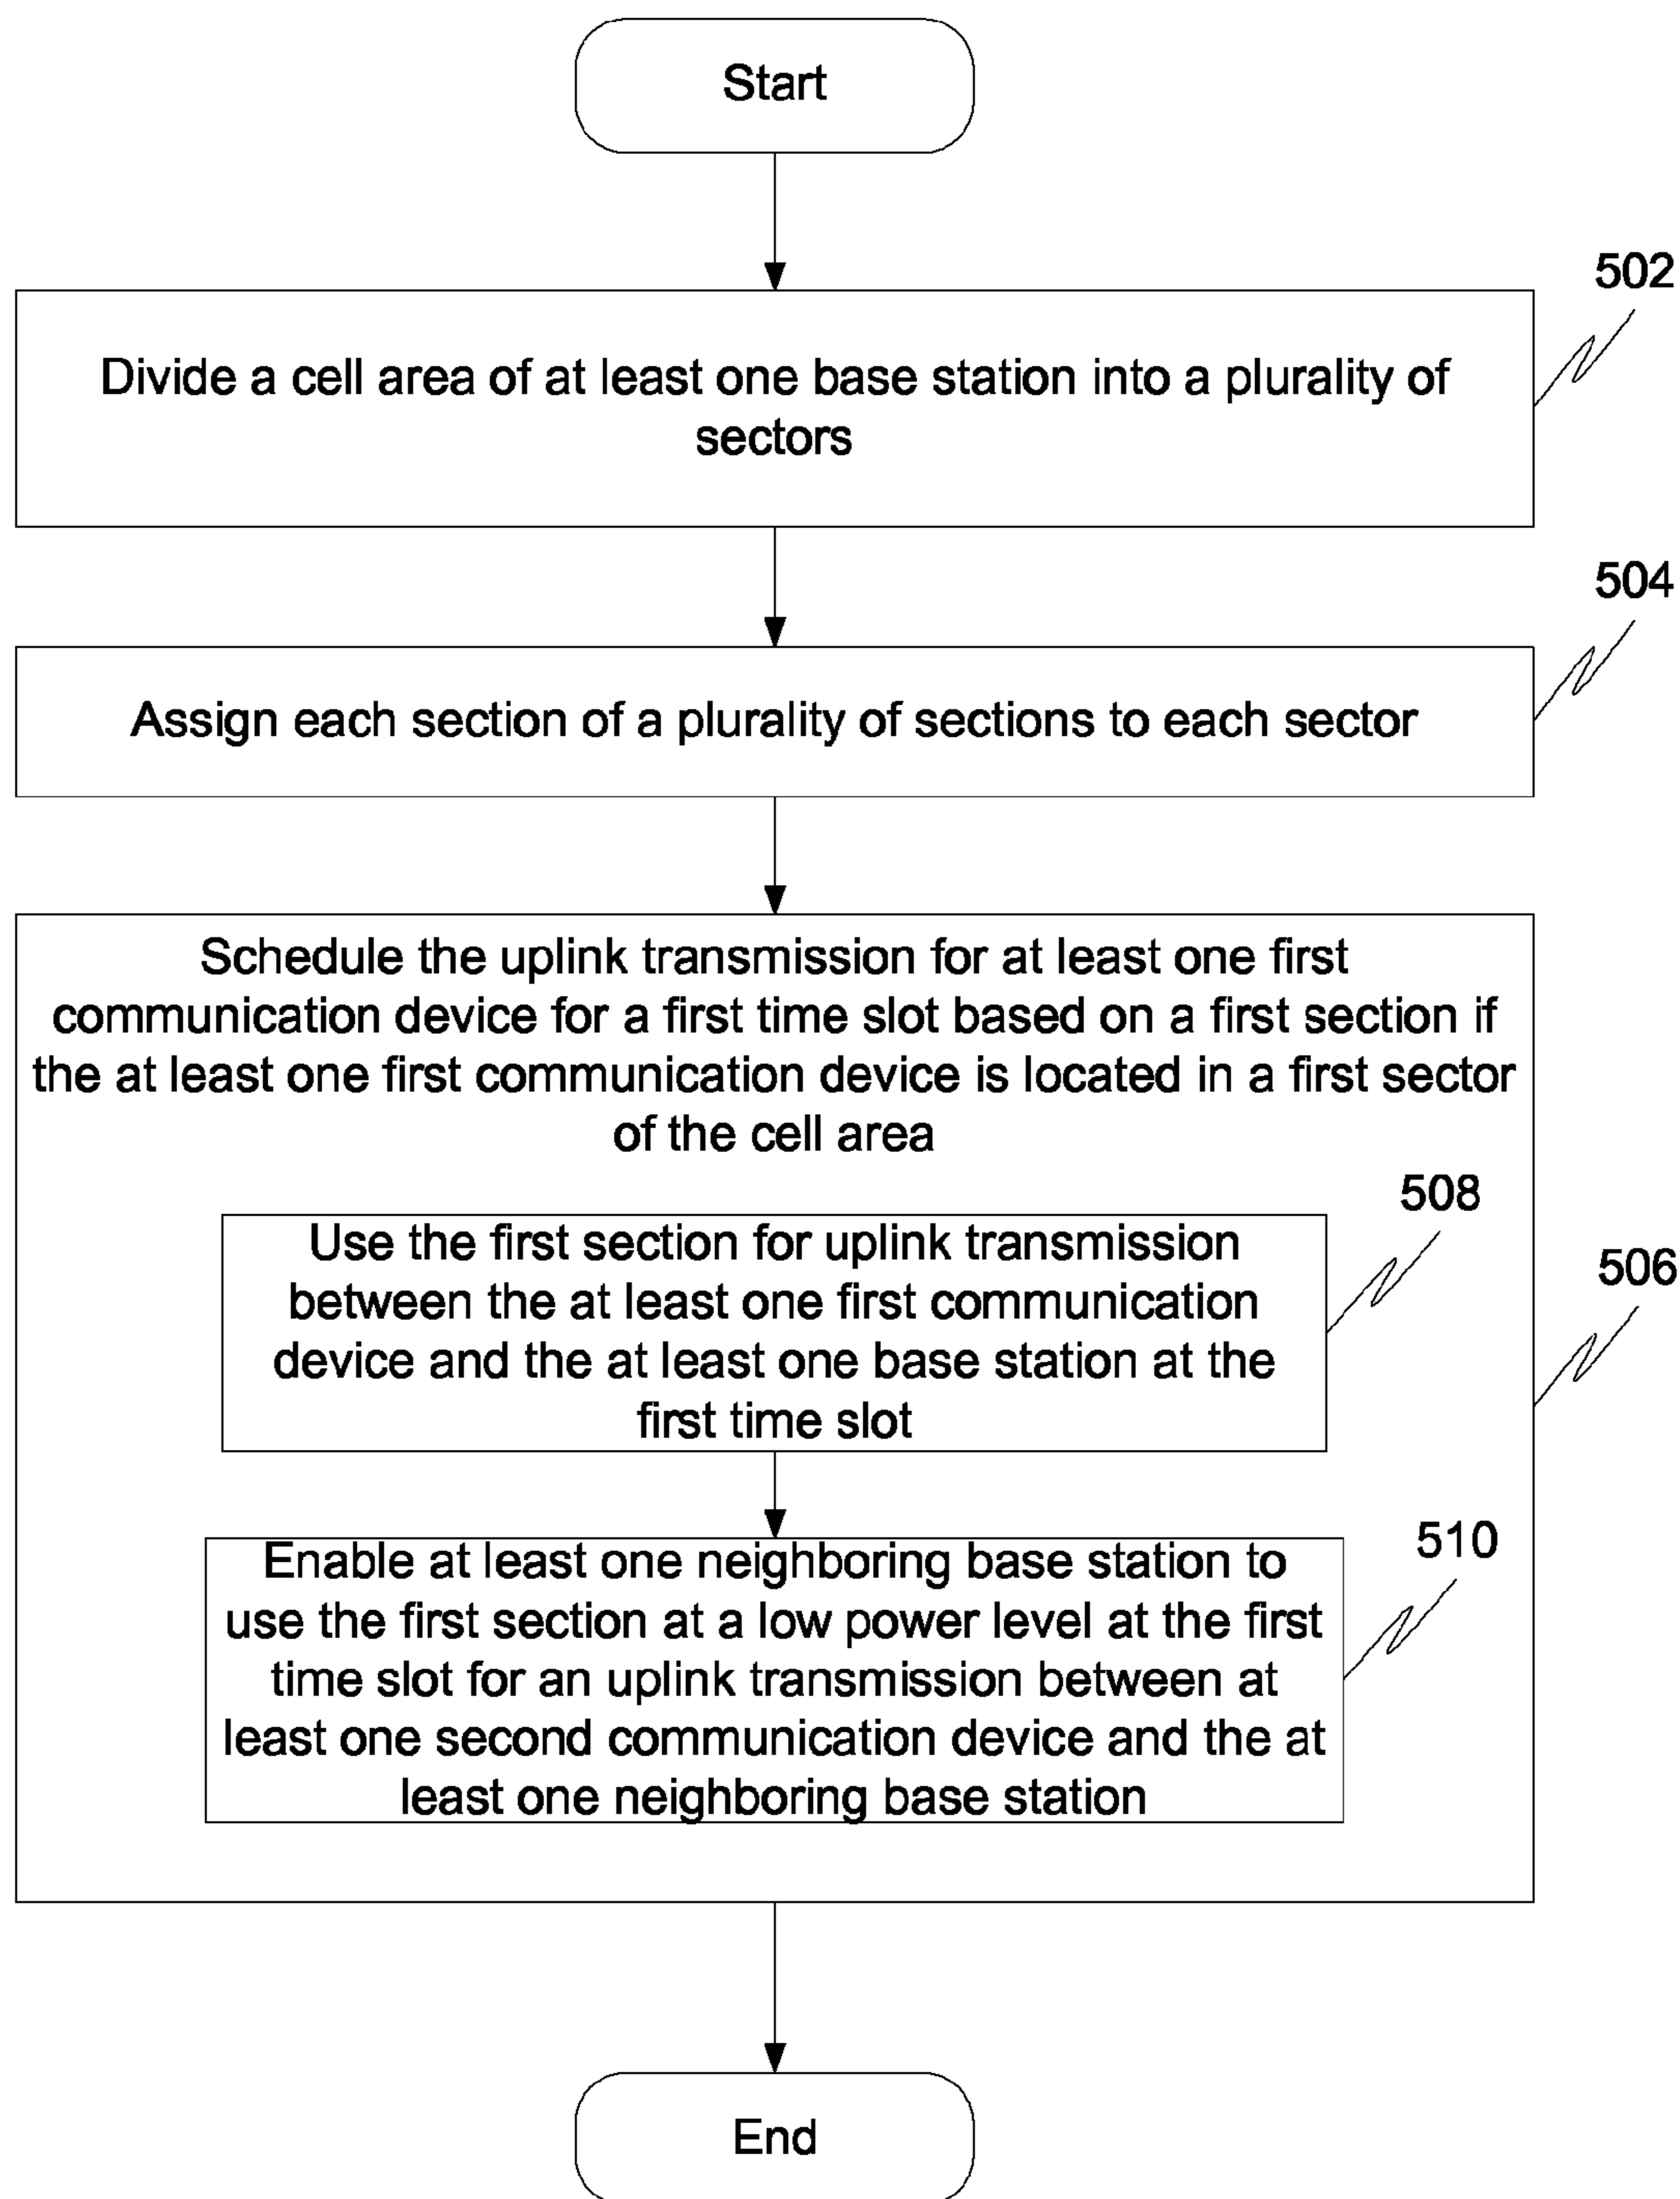 Start
502
Divide a cell area of at least one base station into a plurality of
sectors
504
Assign each section of a plurality of sections to each sector
Schedule the uplink transmission for at least one first
communication device for a first time slot based on a first section if
the at least one first communication device is located in a first sector
of the cell area
508
506
Use the first section for uplink transmission
between the at least one first communication
device and the at least one base station at the
first time slot
510
Enable at least one neighboring base station to
use the first section at a low power level at the first
time slot for an uplink transmission between at
least one second communication device and the at
least one neighboring base station
End